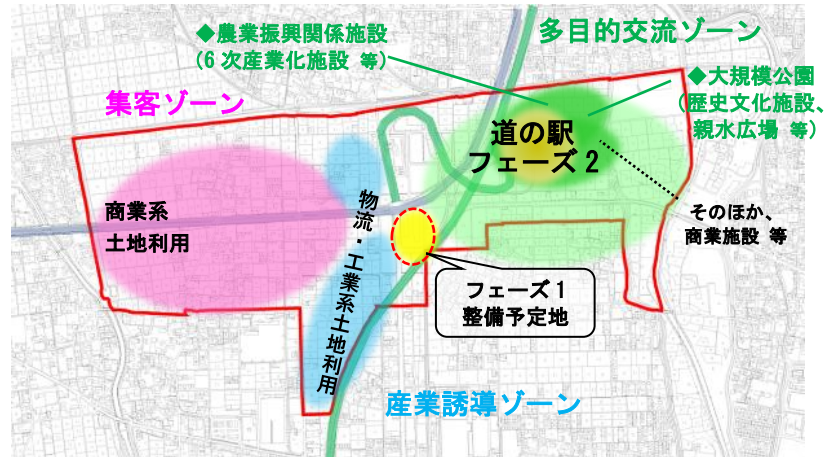 ◆農業振興関係施設
(6 次産業化施設 等)
多目的交流ゾーン
集客ゾーン
◆大規模公園
(歴史文化施設、
親水広場 等)
道の駅
フェーズ 2
商業系
土地利用
物流・工業系土地利用
そのほか、
商業施設 等
フェーズ 1
整備予定地
産業誘導ゾーン